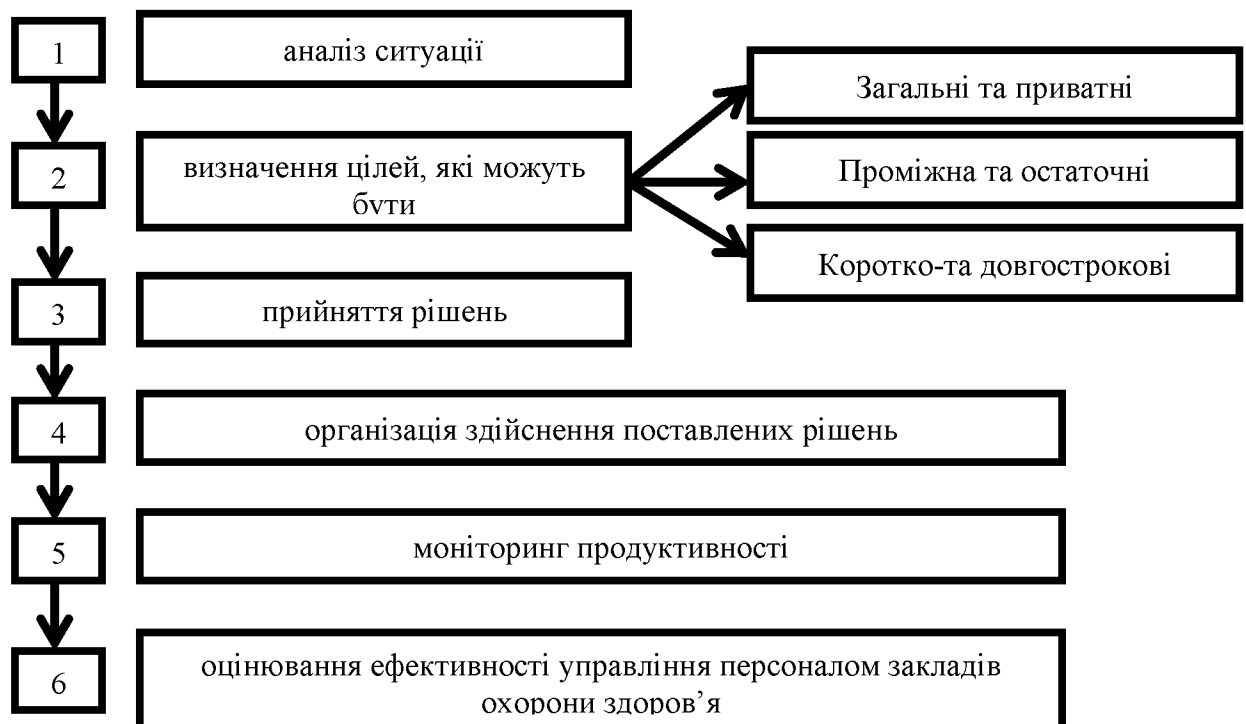 1
аналіз ситуації
2
визначення цілей, які можуть
бути
Загальні та приватні
Проміжна та остаточні
Коротко-та довгострокові
3
прийняття рішень
4
організація здійснення поставлених рішень
5
моніторинг продуктивності
6
оцінювання ефективності управління персоналом закладів
охорони здоров’я